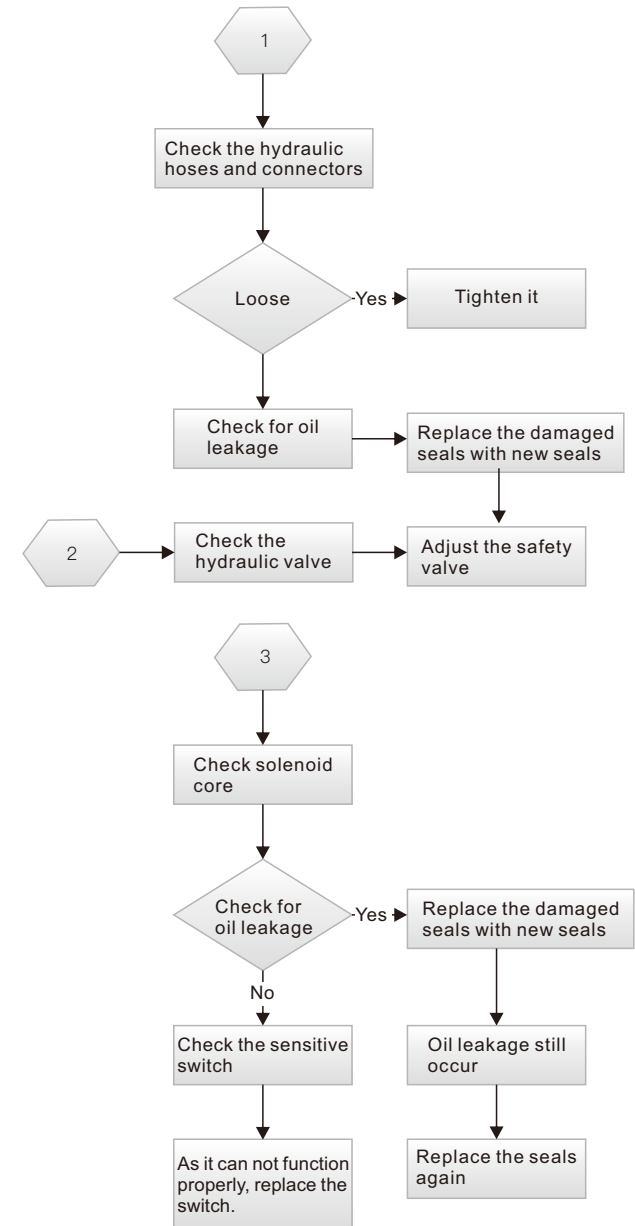 1
Check the hydraulic
hoses and connectors
Loose
Yes
Tighten it
Check for oil
leakage
Replace the damaged
seals with new seals
2
Check the
hydraulic valve
Adjust the safety
valve
3
Check solenoid
core
Check for
oil leakage
Yes
Replace the damaged
seals with new seals
No
Check the sensitive
switch
Oil leakage still
occur
As it can not function
properly, replace the
switch.
Replace the seals
again